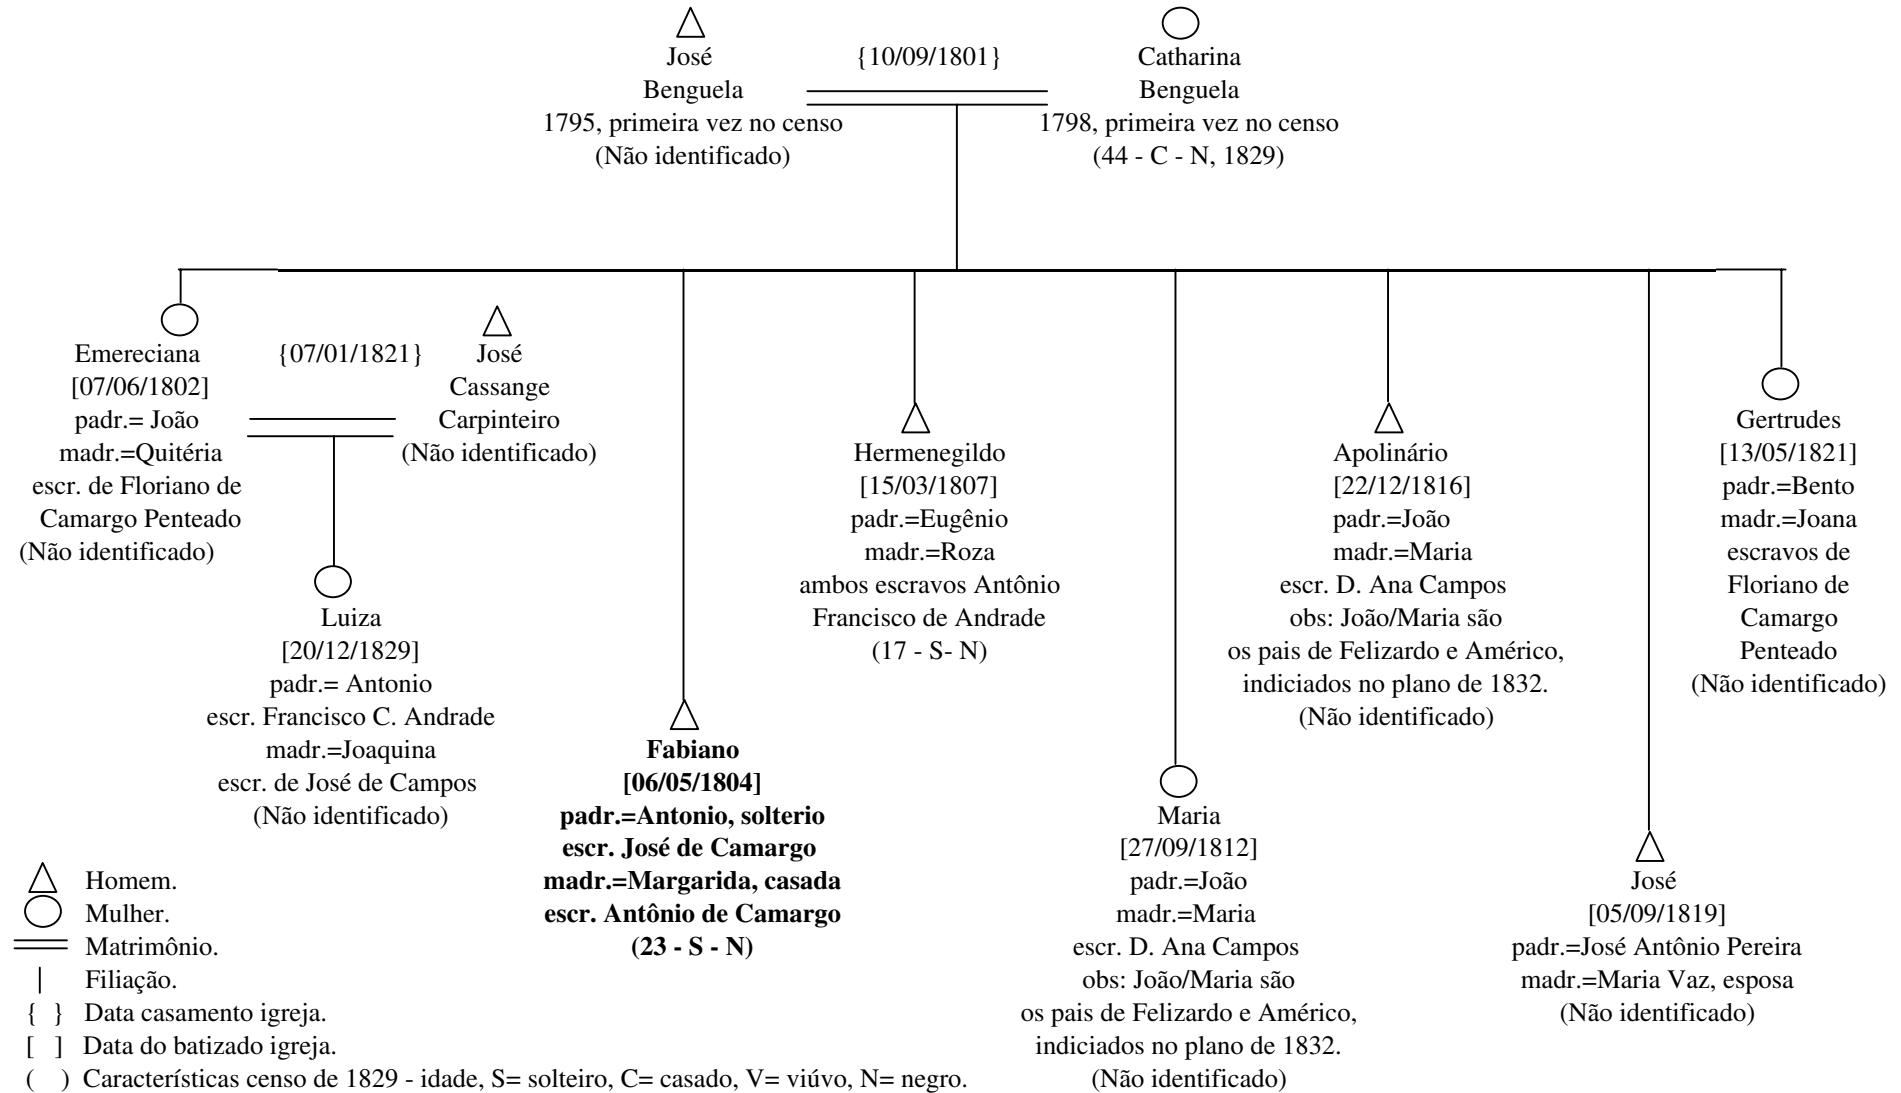 José
Benguela
1795, primeira vez no censo
(Não identificado)
{10/09/1801}
Catharina
Benguela
1798, primeira vez no censo
(44 - C - N, 1829)
Emereciana
[07/06/1802]
padr.= João
madr.=Quitéria
escr. de Floriano de
Camargo Penteado
(Não identificado)
{07/01/1821}
José
Cassange
Carpinteiro
(Não identificado)
Luiza
[20/12/1829]
padr.= Antonio
escr. Francisco C. Andrade
madr.=Joaquina
escr. de José de Campos
(Não identificado)
Fabiano
[06/05/1804]
padr.=Antonio, solterio
escr. José de Camargo
madr.=Margarida, casada
escr. Antônio de Camargo
(23 - S - N)
Hermenegildo
[15/03/1807]
padr.=Eugênio
madr.=Roza
ambos escravos Antônio
Francisco de Andrade
(17 - S- N)
Maria
[27/09/1812]
padr.=João
madr.=Maria
escr. D. Ana Campos
obs: João/Maria são
os pais de Felizardo e Américo,
indiciados no plano de 1832.
(Não identificado)
Apolinário
[22/12/1816]
padr.=João
madr.=Maria
escr. D. Ana Campos
obs: João/Maria são
os pais de Felizardo e Américo,
indiciados no plano de 1832.
(Não identificado)
José
[05/09/1819]
padr.=José Antônio Pereira
madr.=Maria Vaz, esposa
(Não identificado)
Gertrudes
[13/05/1821]
padr.=Bento
madr.=Joana
escravos de
Floriano de
Camargo
Penteado
(Não identificado)
Homem.
Mulher.
Matrimônio.
| Filiação.
{ } Data casamento igreja.
[ ] Data do batizado igreja.
( ) Características censo de 1829 - idade, S= solteiro, C= casado, V= viúvo, N= negro.